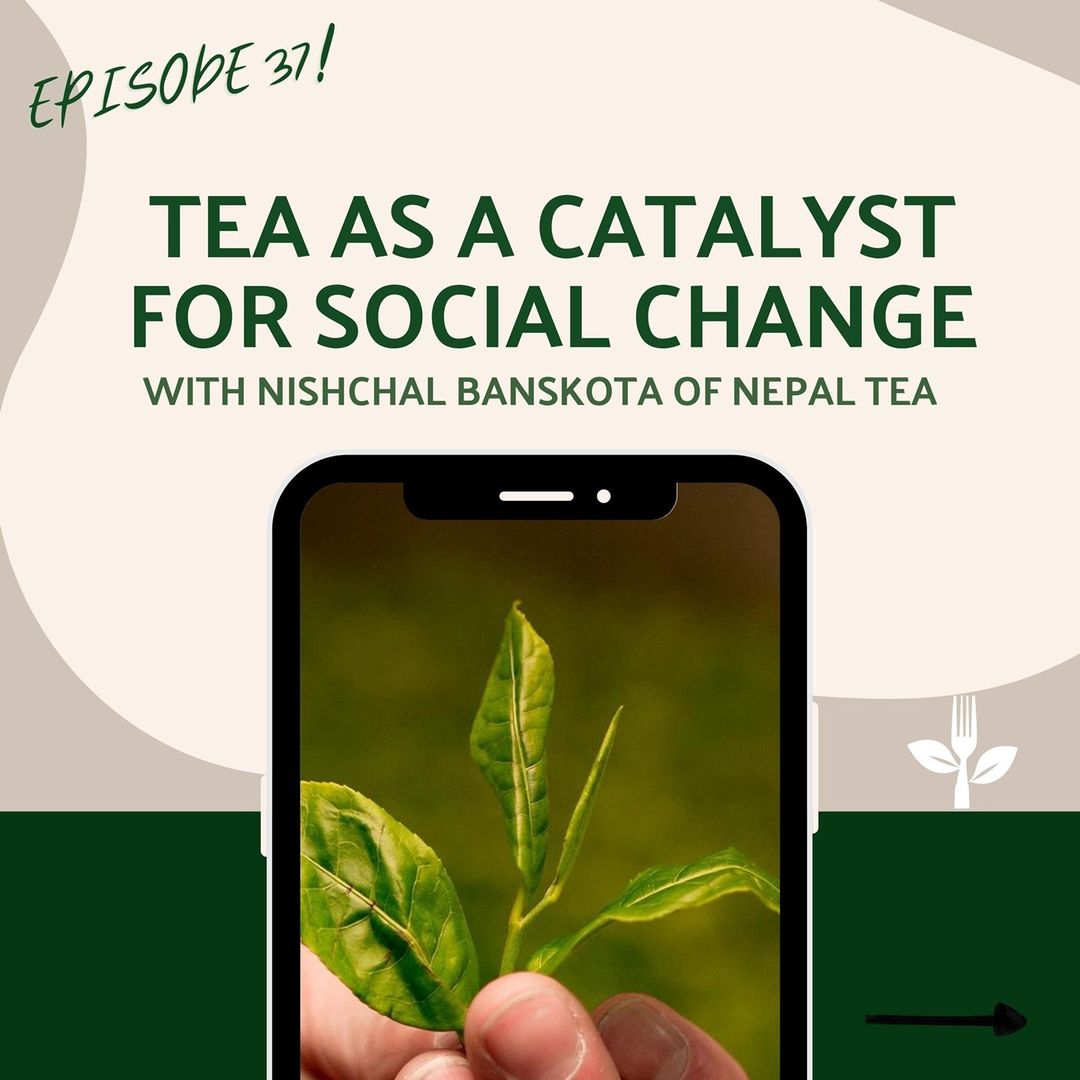 EPISODE 37!
TEA AS A CATALYST
FOR SOCIAL CHANGE
WITH NISHCHAL BANSKOTA OF NEPAL TEA